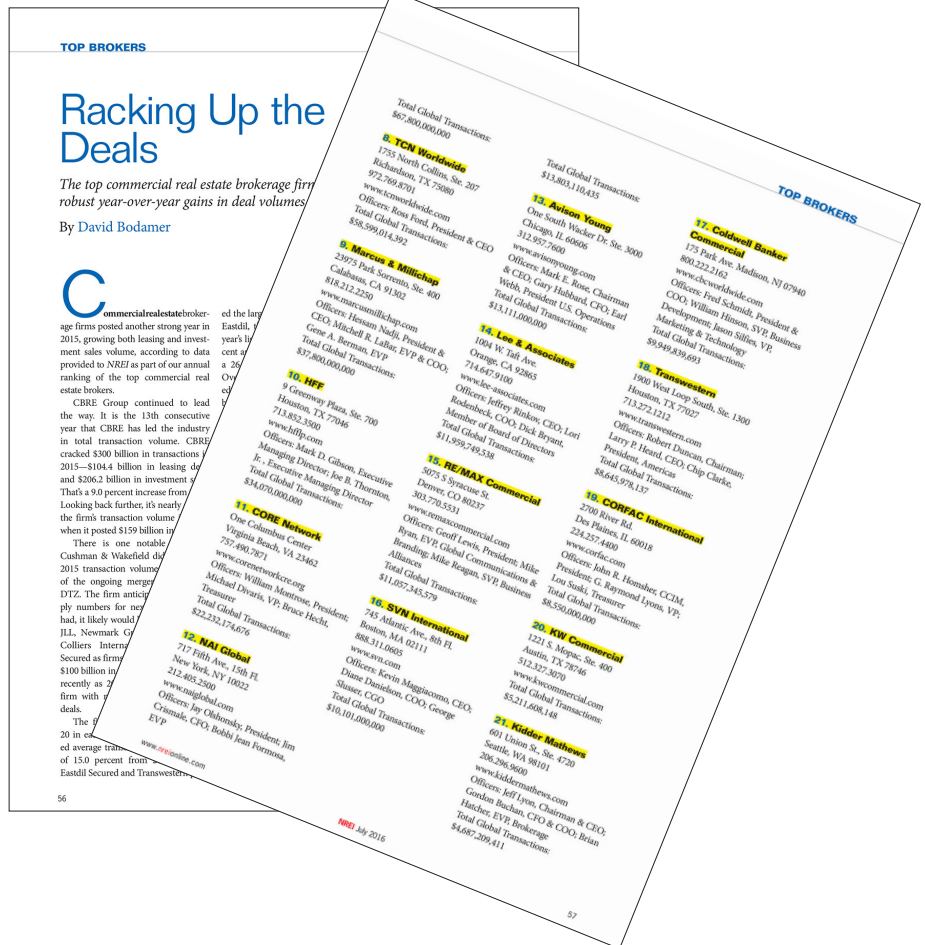 TOP BROKERS
Racking Up the
Deals
The top commercial real estate brokerage firm
robust year-over-year gains in deal volumes
By David Bodamer
Commercialrealestatebroker-
age firms posted another strong year in
2015, growing both leasing and invest-
ment sales volume, according to data
provided to NREI as part of our annual
ranking of the top commercial real
estate brokers.
CBRE Group continued to lead
the way. It is the 13th consecutive
year that CBRE has led the industry
in total transaction volume. CBRE
cracked $300 billion in transactions i
2015—$104.4 billion in leasing de
and $206.2 billion in investment s
That's a 9.0 percent increase from
Looking back further, it's nearly
the firm's transaction volume
when it posted $159 billion in
There is one notable
Cushman & Wakefield did
2015 transaction volume
of the ongoing merger
DTZ. The firm anticip
ply numbers for nex
had, it likely would
JLL, Newmark Gr
Colliers Interna
Secured as firms
$100 billion in
recently as 2
firm with
deals.
The f
20 in ea
ed average tran
of 15.0 percent from
Eastdil Secured and Transwestern
56
ed the larg
Eastdil, t
year's li
cent a
a 26
Ov
ed
b
TOP BROKERS
Total Global Transactions:
$67,800,000,000
8. TCN Worldwide
1755 North Collins, Ste. 207
Richardson, TX 75080
972.769.8701
www.tcnworldwide.com
Officers: Ross Ford, President & CEO
Total Global Transactions:
$58,599,014,392
9. Marcus & Millichap
23975 Park Sorrento, Ste. 400
Calabasas, CA 91302
818.212.2250
www.marcusmillichap.com
Officers: Hessam Nadji, President &
CEO; Mitchell R. LaBar, EVP & COO;
Gene A. Berman, EVP
Total Global Transactions:
$37,800,000,000
10. HFF
9 Greenway Plaza, Ste. 700
Houston, TX 77046
713.852.3500
www.hfflp.com
Officers: Mark D. Gibson, Executive
Managing Director; Joe B. Thornton,
Jr., Executive Managing Director
Total Global Transactions:
$34,070,000,000
11. CORE Network
One Columbus Center
Virginia Beach, VA 23462
757.490.7871
www.corenetworkcre.org
Officers: William Montrose, President;
Michael Divaris, VP; Bruce Hecht,
Treasurer
Total Global Transactions:
$22,232,174,676
12. NAI Global
717 Fifth Ave., 15th Fl.
New York, NY 10022
212.405.2500
www.naiglobal.com
Officers: Jay Olshonsky, President; Jim
Crismale, CFO; Bobbi Jean Formosa,
EVP
Total Global Transactions:
$13,803,110,435
13. Avison Young
One South Wacker Dr. Ste. 3000
Chicago, IL 60606
312.957.7600
www.avisonyoung.com
Officers: Mark E. Rose, Chairman
& CEO; Gary Hubbard, CFO; Earl
Webb, President U.S. Operations
Total Global Transactions:
$13,111,000,000
14. Lee & Associates
1004 W. Taft Ave.
Orange, CA 92865
714.647.9100
www.lee-associates.com
Officers: Jeffrey Rinkov, CEO; Lori
Rodenbeck, COO; Dick Bryant,
Member of Board of Directors
Total Global Transactions:
$11,959,749,538
15. RE/MAX Commercial
5075 S Syracuse St.
Denver, CO 80237
303.770.5531
www.remaxcommercial.com
Officers: Geoff Lewis, President; Mike
Ryan, EVP, Global Communications &
Branding; Mike Reagan, SVP, Business
Alliances
Total Global Transactions:
$11,057,345,579
16. SVN International
745 Atlantic Ave., 8th Fl.
Boston, MA 02111
888.311.0605
www.svn.com
Officers: Kevin Maggiacomo, CEO;
Diane Danielson, COO; George
Slusser, CGO
Total Global Transactions:
$10,101,000,000
17. Coldwell Banker
Commercial
175 Park Ave. Madison, NJ 07940
800.222.2162
www.cbcworldwide.com
Officers: Fred Schmidt, President &
COO; William Hinson, SVP, Business
Development; Jason Silfies, VP,
Marketing & Technology
Total Global Transactions:
$9,949,839,693
18. Transwestern
1900 West Loop South, Ste. 1300
Houston, TX 77027
713.272.1212
www.transwestern.com
Officers: Robert Duncan, Chairman;
Larry P. Heard, CEO; Chip Clarke,
President, Americas
Total Global Transactions:
$8,645,978,137
19. CORFAC International
2700 River Rd.
Des Plaines, IL 60018
224.257.4400
www.corfac.com
Officers: John R. Homsher, CCIM,
President; G. Raymond Lyons, VP;
Lou Suski, Treasurer
Total Global Transactions:
$8,550,000,000
20. KW Commercial
1221 S. Mopac, Ste. 400
Austin, TX 78746
512.327.3070
www.kwcommercial.com
Total Global Transactions:
$5,211,608,148
21. Kidder Mathews
601 Union St., Ste. 4720
Seattle, WA 98101
206.296.9600
www.kiddermathews.com
Officers: Jeff Lyon, Chairman & CEO;
Gordon Buchan, CFO & COO; Brian
Hatcher, EVP, Brokerage
Total Global Transactions:
$4,687,209,411
www.nreionline.com
NREI July 2016
57